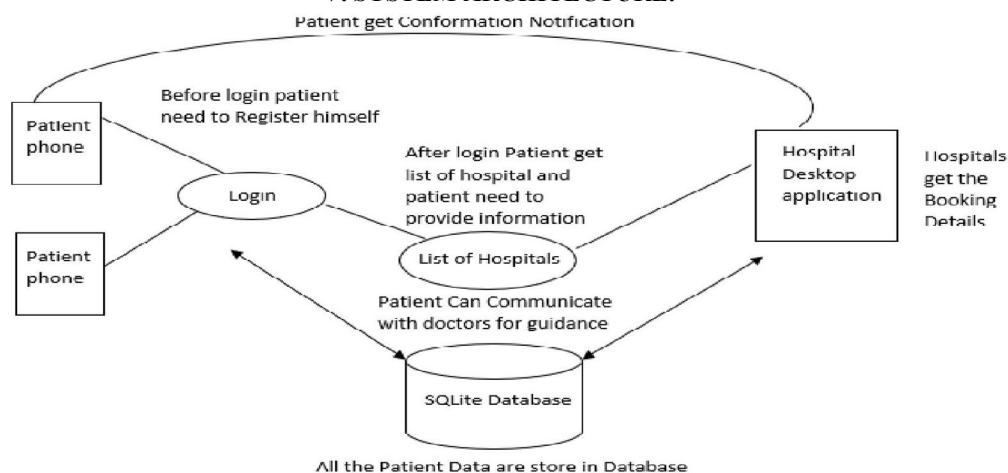 Patient get Conformation Notification
Before login patient
need to Register himself
Patient
phone
After login Patient get
list of hospital and
patient need to
provide information
Hospital
Desktop
application
Hospitals
get the
Booking
Details
Login
Patient
phone
List of Hospitals
Patient Can Communicate
with doctors for guidance
SQLite Database
All the Patient Data are store in Database